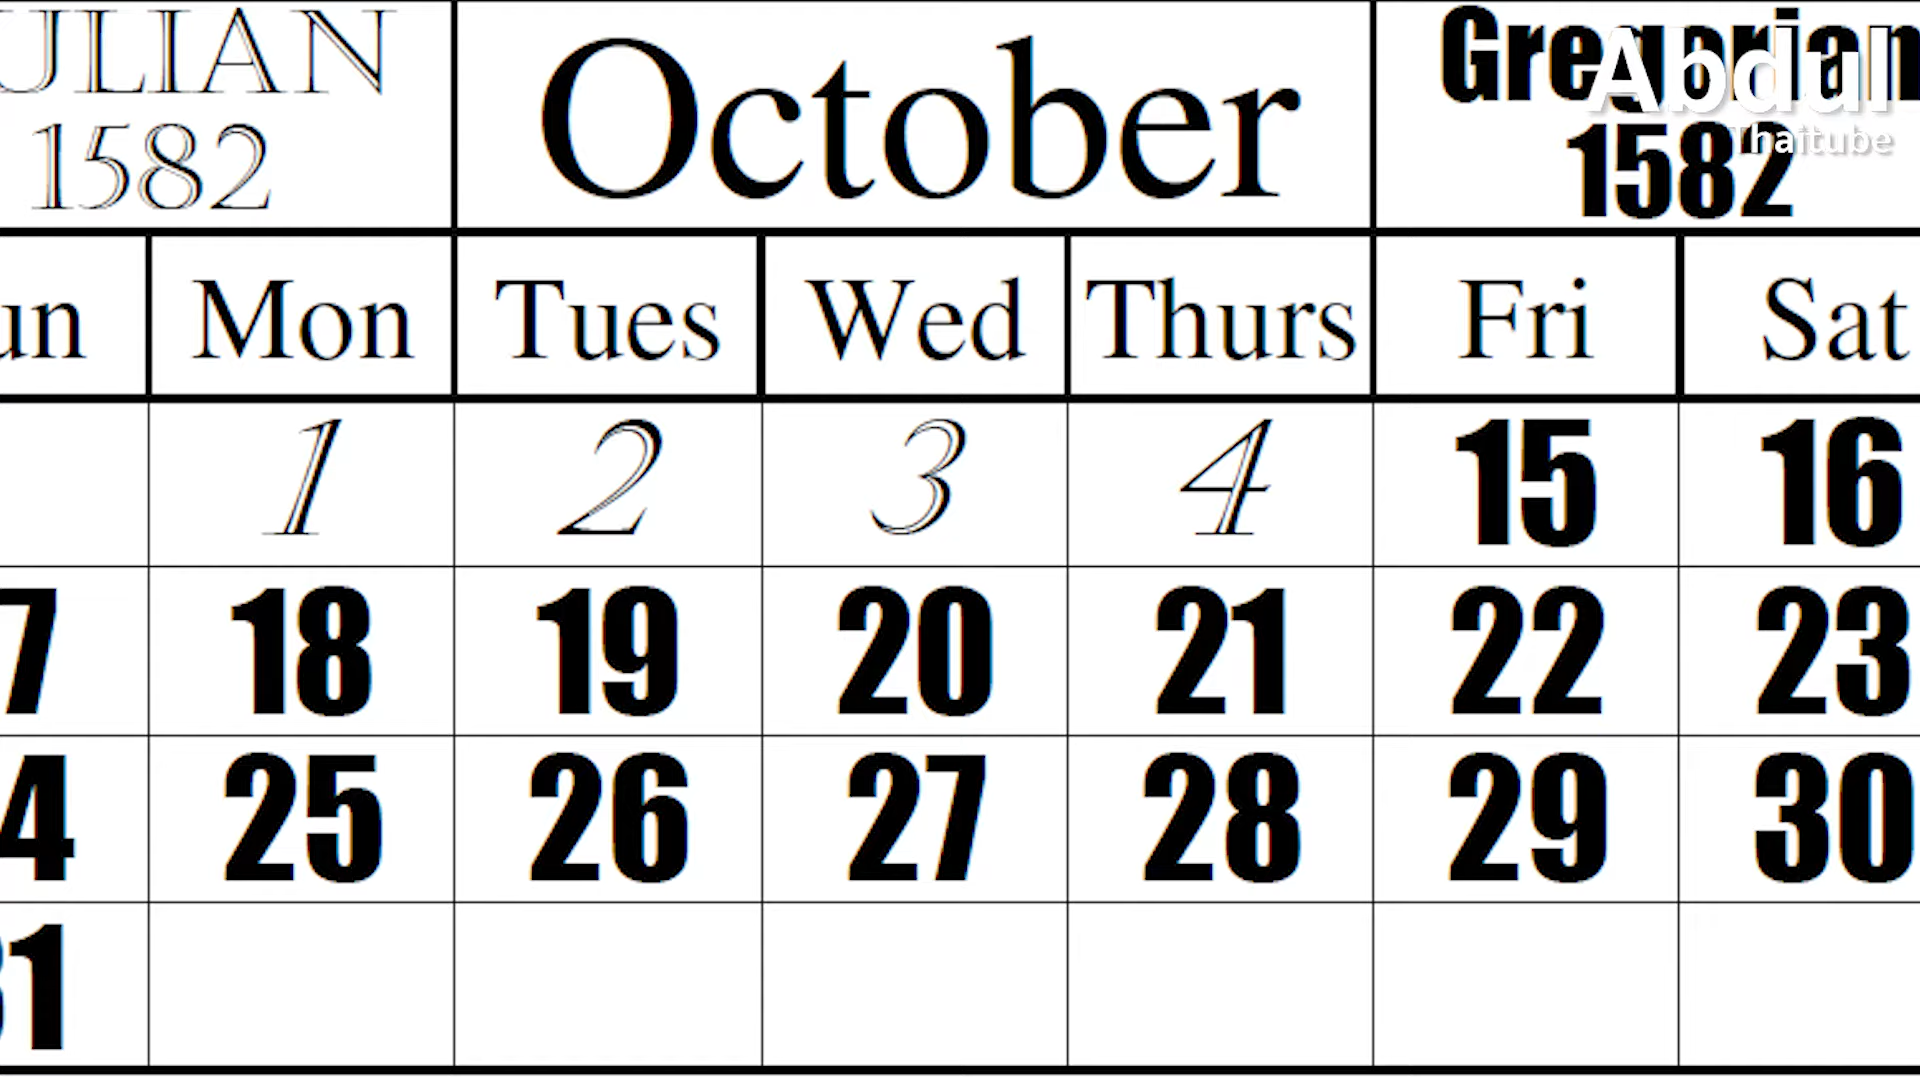 ULIAN
1582
October
Gregorian
1582
Abdul
Thaitube
un Mon Tues Wed Thurs Fri Sat
1 2 3 4 15 16
7 18 19 20 21 22 23
4 25 26 27 28 29 30
31